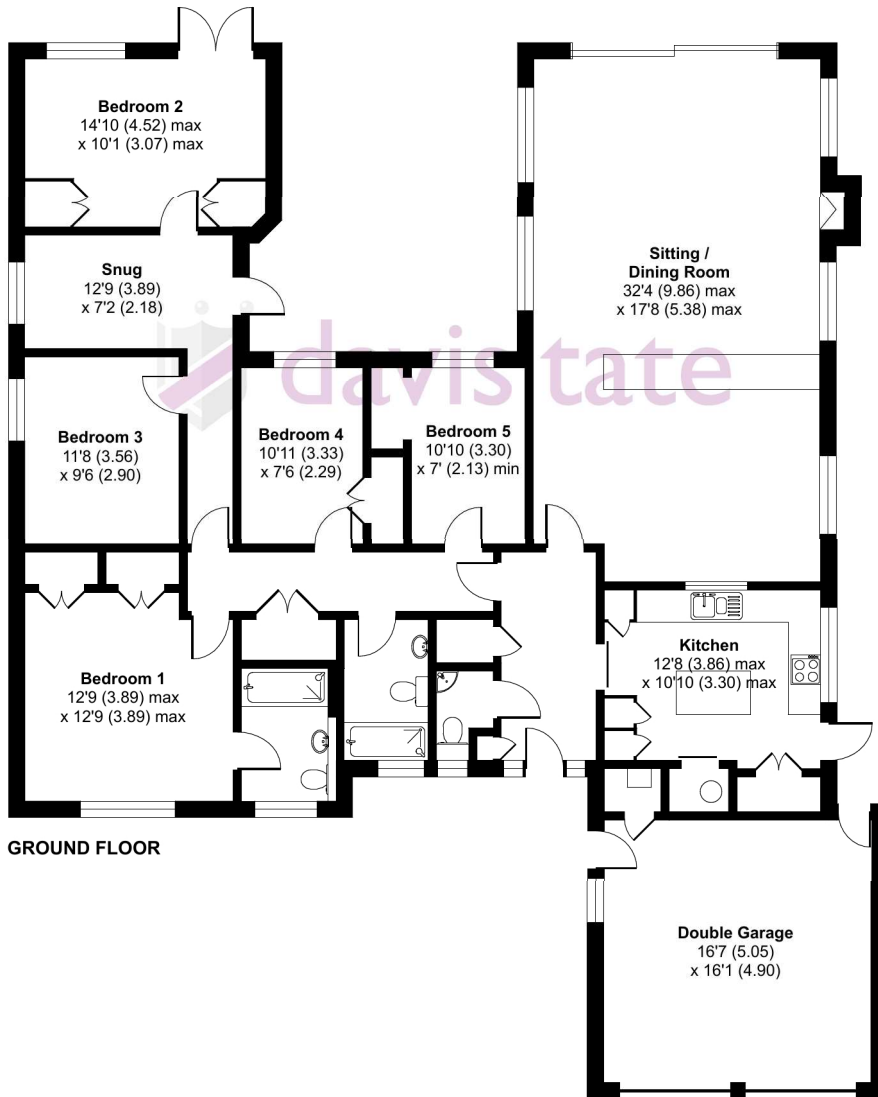 Bedroom 2
14'10 (4.52) max
x 10'1 (3.07) max
Snug
12'9 (3.89)
x 7'2 (2.18)
Sitting /
Dining Room
32'4 (9.86) max
x 17'8 (5.38) max
davis tate
Bedroom 3
11'8 (3.56)
x 9'6 (2.90)
Bedroom 4
10'11 (3.33)
x 7'6 (2.29)
Bedroom 5
10'10 (3.30)
x 7' (2.13) min
Bedroom 1
12'9 (3.89) max
x 12'9 (3.89) max
Kitchen
12'8 (3.86) max
x 10'10 (3.30) max
GROUND FLOOR
Double Garage
16'7 (5.05)
x 16'1 (4.90)